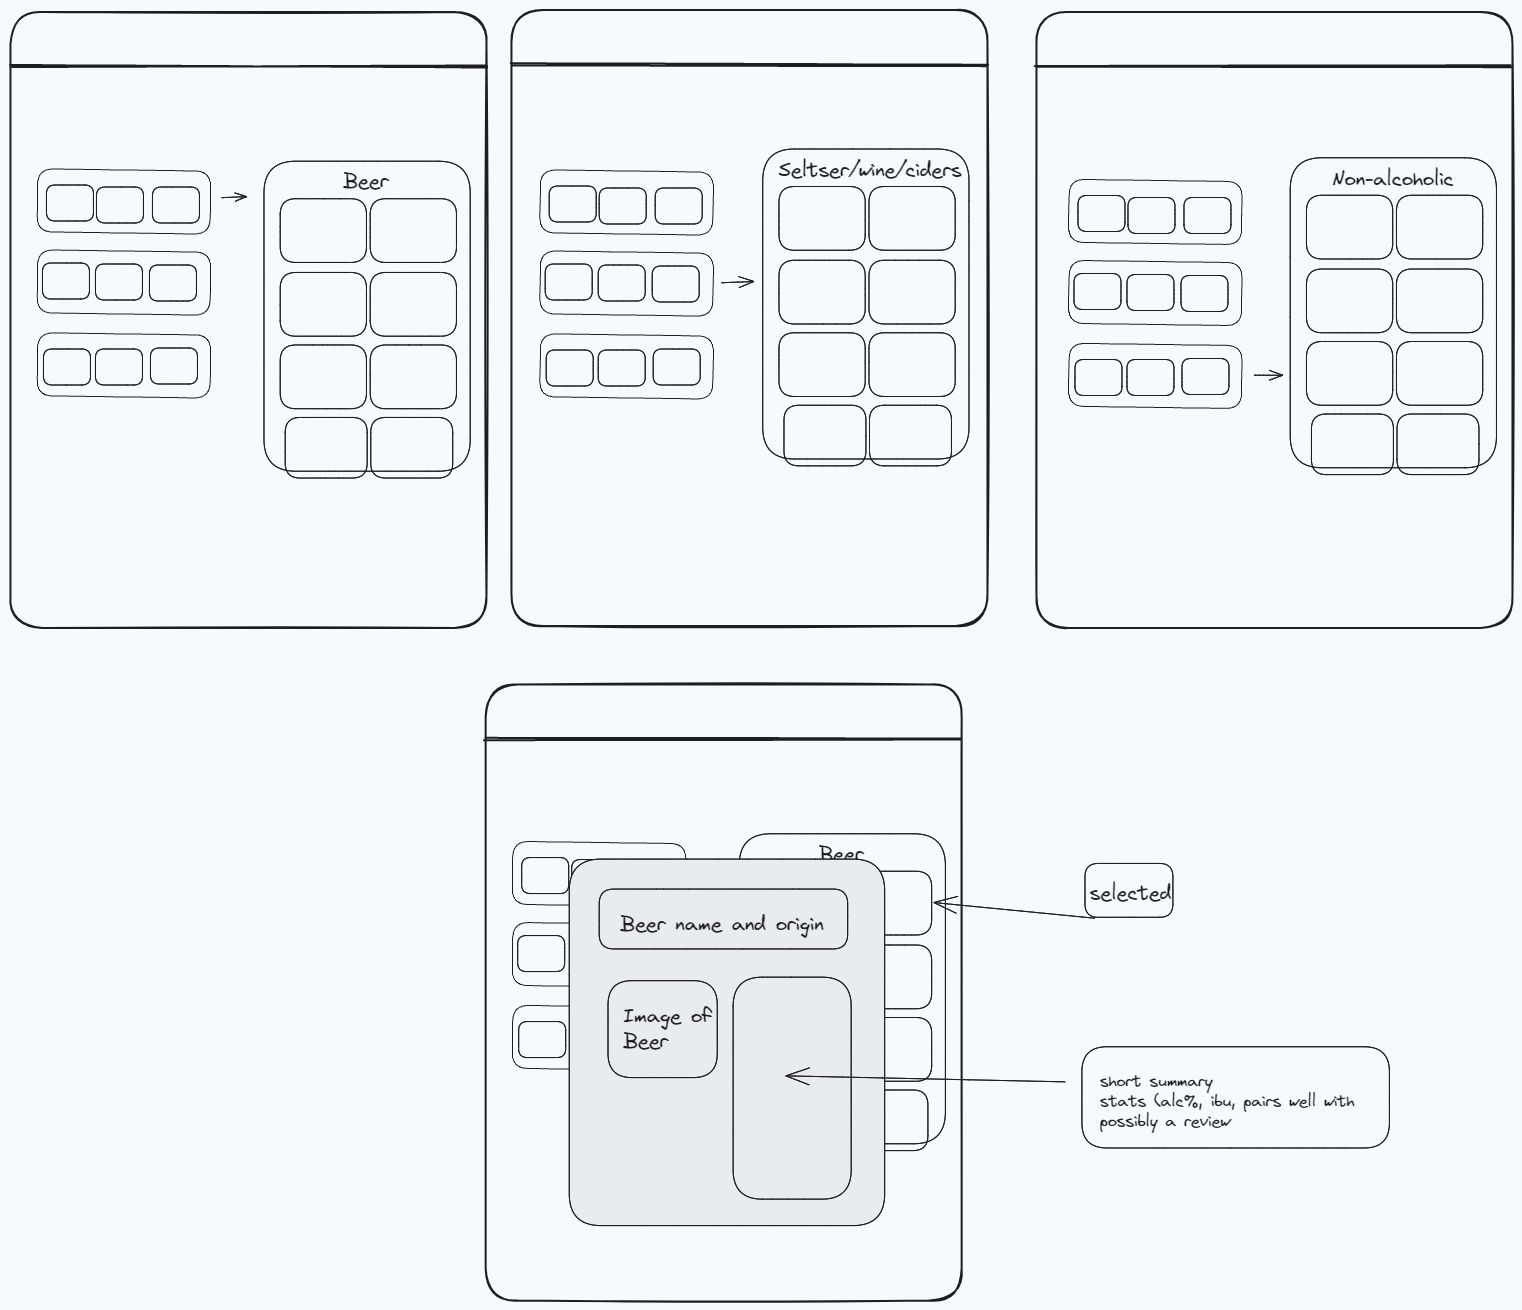 Beer
Seltser/wine/ciders
Non-alcoholic
Beer
Beer name and origin
Image of
Beer
selected
short summary
stats (alc%, ibu, pairs well with
possibly a review